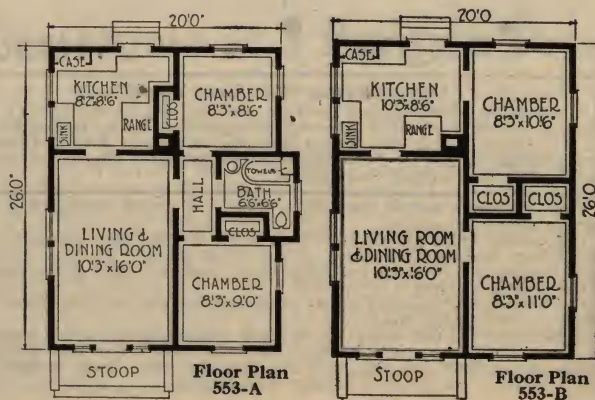 20'0"
26'0"
CASE
KITCHEN
8'2"x8'6"
SINK
RANGE
CLOS
CHAMBER
8'3"x8'6"
HALL
TOWELS
BATH
6'6"x6'6"
CLOS
LIVING &
DINING ROOM
10'3"x16'0"
CHAMBER
8'3"x9'0"
STOOP
Floor Plan
553-A
20'0
26'0"
CASE
KITCHEN
10'3"x8'6"
SINK
RANGE
CHAMBER
8'3"x10'6"
CLOS
CLOS
LIVING ROOM
& DINING ROOM
10'3"x16'0"
CHAMBER
8'3"x11'0"
STOOP
Floor Plan
553-B